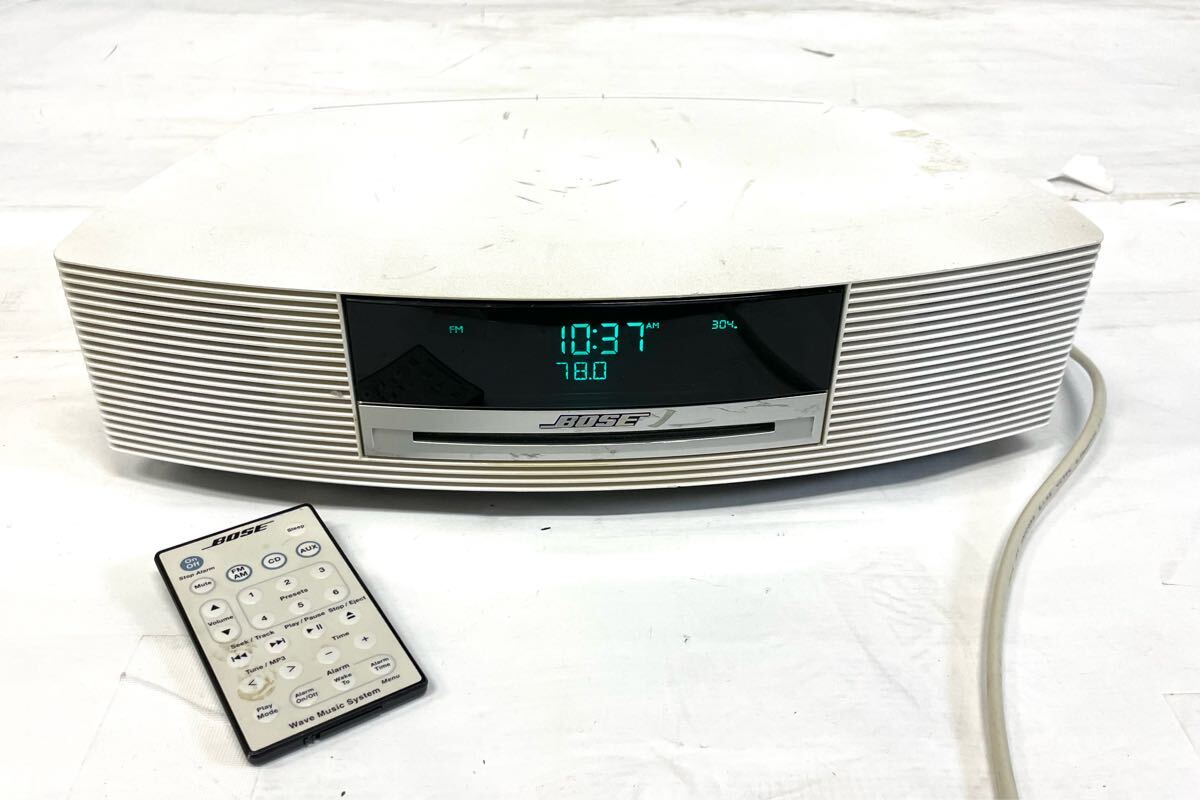 FM 10:37 AM 304
78.0
BOSE
BOSE
Sleep
On
Off
Stop Alarm
FM
AM
CD
AUX
Mute
1 2 3
Presets
4 5 6
Volume
Seek / Track Play / Pause Stop / Eject
Time
Tune / MP3
− +
< >
Alarm
Alarm
On/Off
Wake
To
Alarm
Time
Menu
Play
Mode
Wave Music System